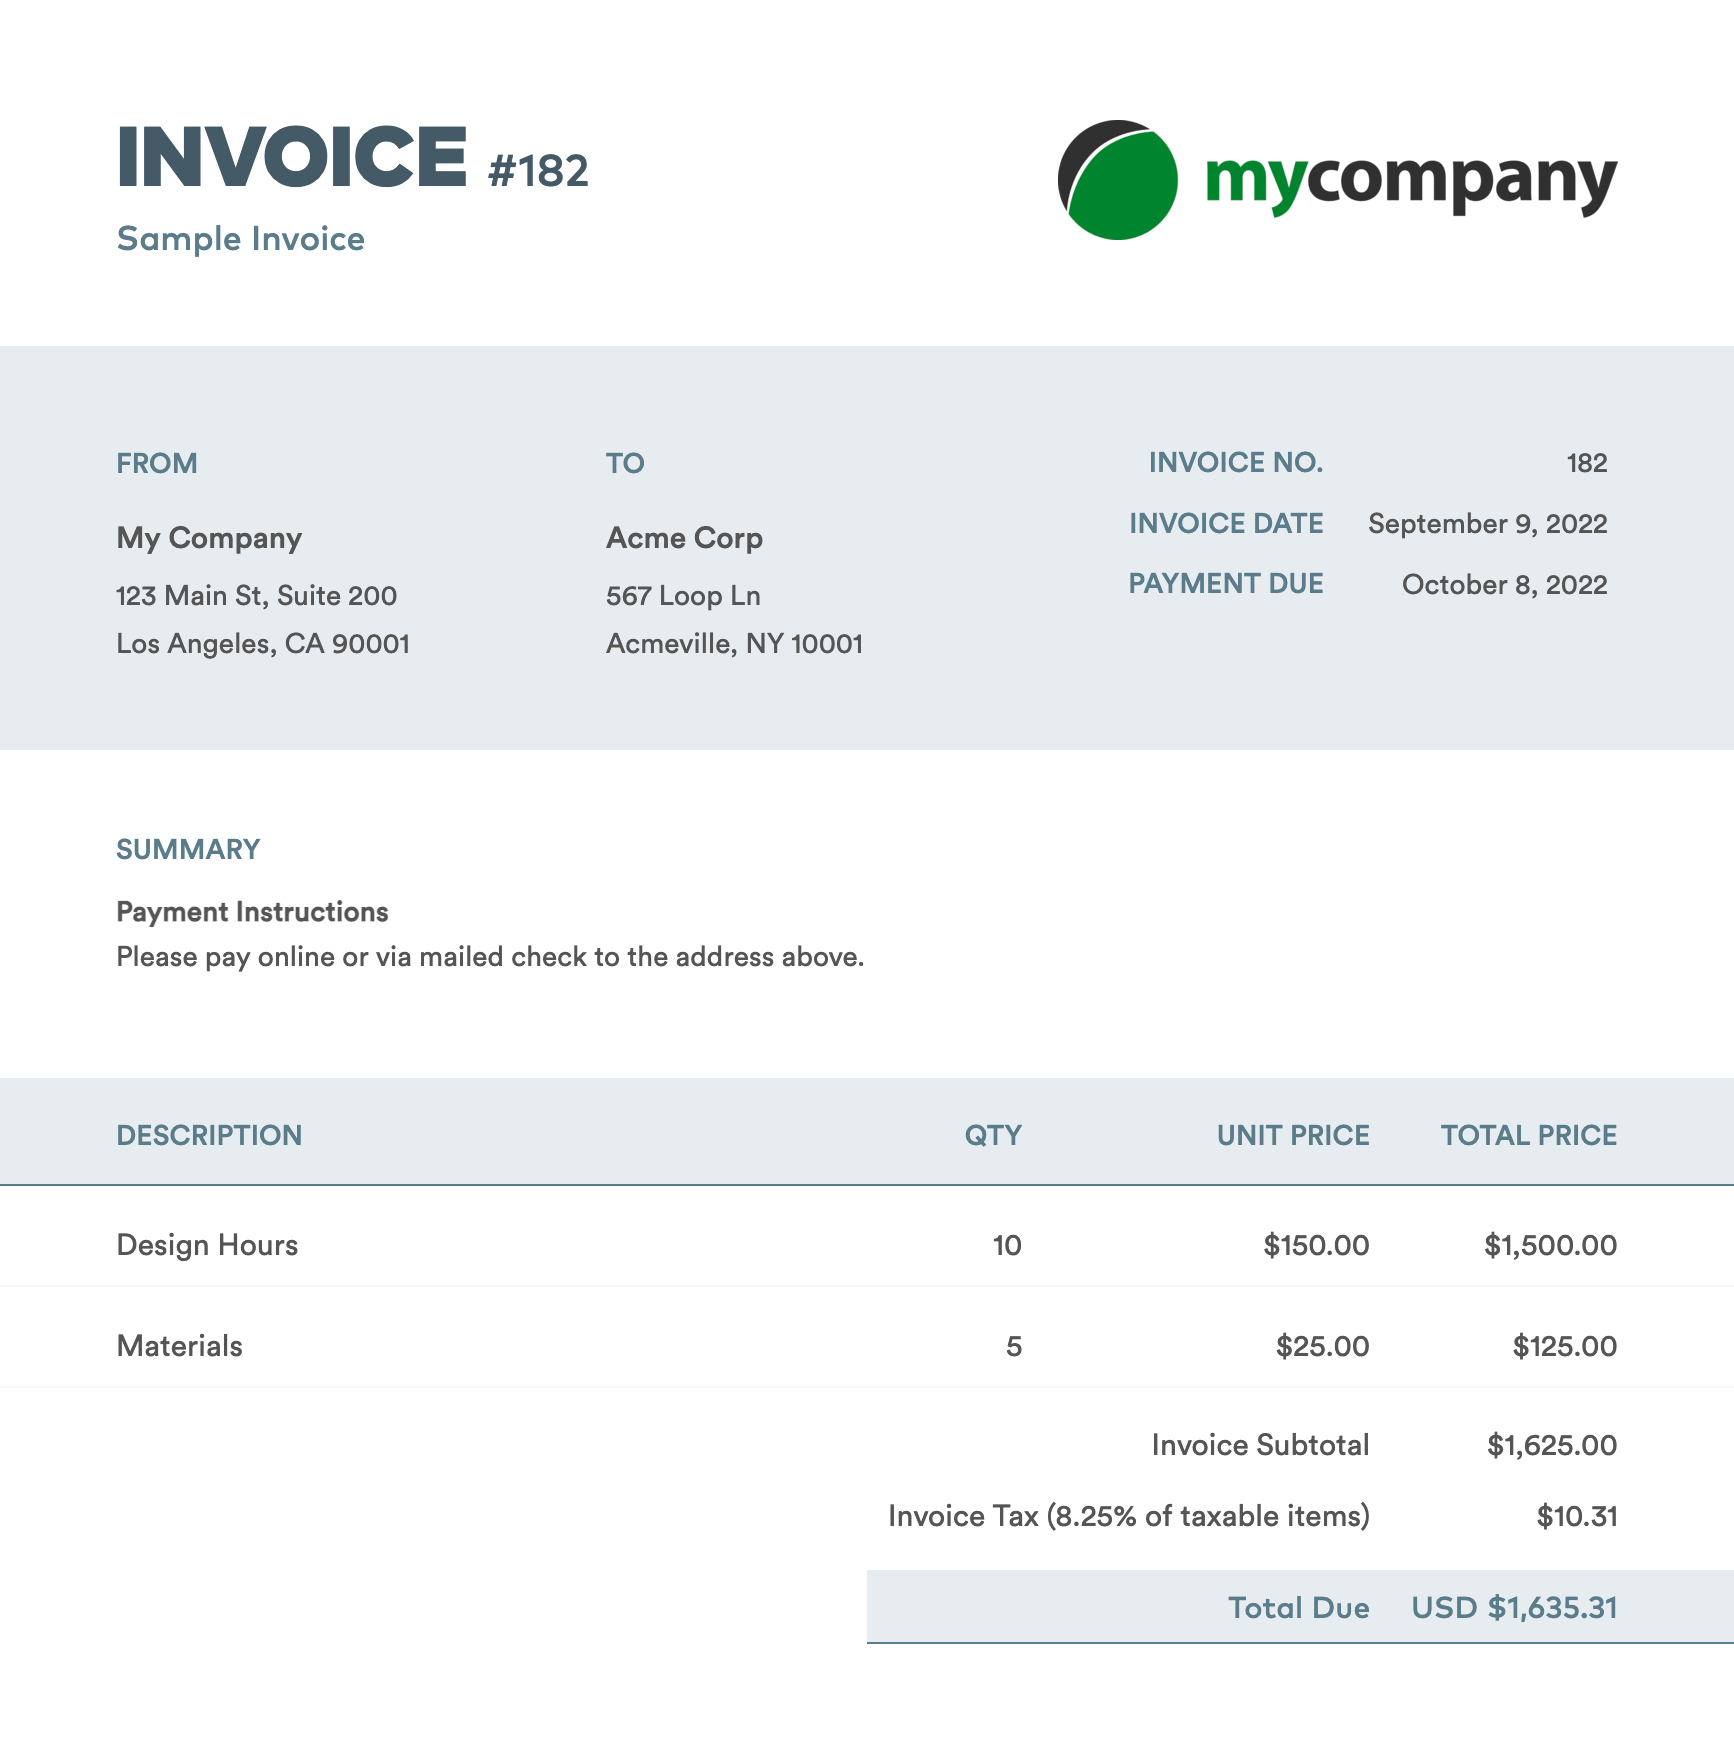 INVOICE #182
Sample Invoice
mycompany
FROM
My Company
123 Main St, Suite 200
Los Angeles, CA 90001
TO
Acme Corp
567 Loop Ln
Acmeville, NY 10001
INVOICE NO. 182
INVOICE DATE September 9, 2022
PAYMENT DUE October 8, 2022
SUMMARY
Payment Instructions
Please pay online or via mailed check to the address above.
DESCRIPTION QTY UNIT PRICE TOTAL PRICE
Design Hours 10 $150.00 $1,500.00
Materials 5 $25.00 $125.00
Invoice Subtotal $1,625.00
Invoice Tax (8.25% of taxable items) $10.31
Total Due USD $1,635.31